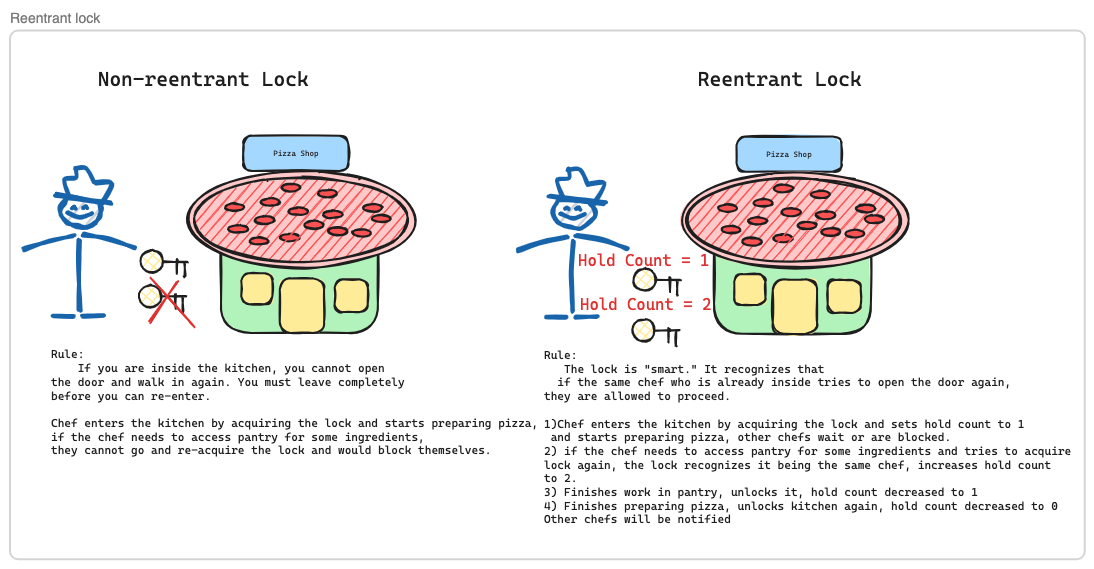 Reentrant lock
Non-reentrant Lock
Pizza Shop
Rule:
If you are inside the kitchen, you cannot open
the door and walk in again. You must leave completely
before you can re-enter.
Chef enters the kitchen by acquiring the lock and starts preparing pizza,
if the chef needs to access pantry for some ingredients,
they cannot go and re-acquire the lock and would block themselves.
Reentrant Lock
Pizza Shop
Hold Count = 1
Hold Count = 2
Rule:
The lock is "smart." It recognizes that
if the same chef who is already inside tries to open the door again,
they are allowed to proceed.
1)Chef enters the kitchen by acquiring the lock and sets hold count to 1
and starts preparing pizza, other chefs wait or are blocked.
2) if the chef needs to access pantry for some ingredients and tries to acquire
lock again, the lock recognizes it being the same chef, increases hold count
to 2.
3) Finishes work in pantry, unlocks it, hold count decreased to 1
4) Finishes preparing pizza, unlocks kitchen again, hold count decreased to 0
Other chefs will be notified